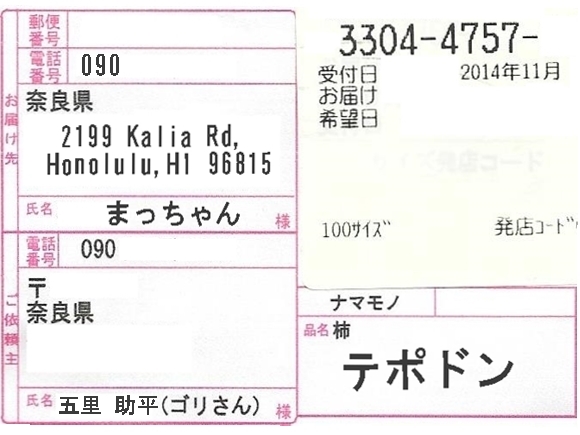 郵便
番号
電話
番号
090
お届け先
奈良県
2199 Kalia Rd,
Honolulu,H1 96815
氏名
まっちゃん
様
電話
番号
090
ご依頼主
〒
奈良県
氏名
五里 助平(ゴリさん)
様
3304-4757-
受付日
2014年11月
お届け
希望日
100サイズ
発店コード
ナマモノ
品名
柿
テポドン